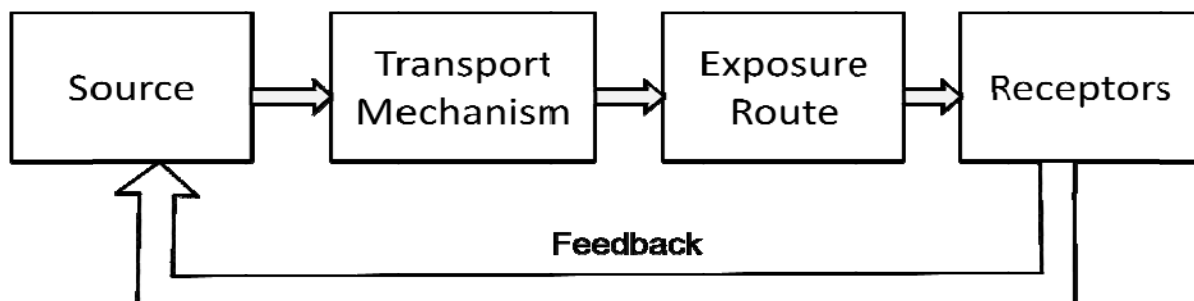 Source
Transport
Mechanism
Exposure
Route
Receptors
Feedback